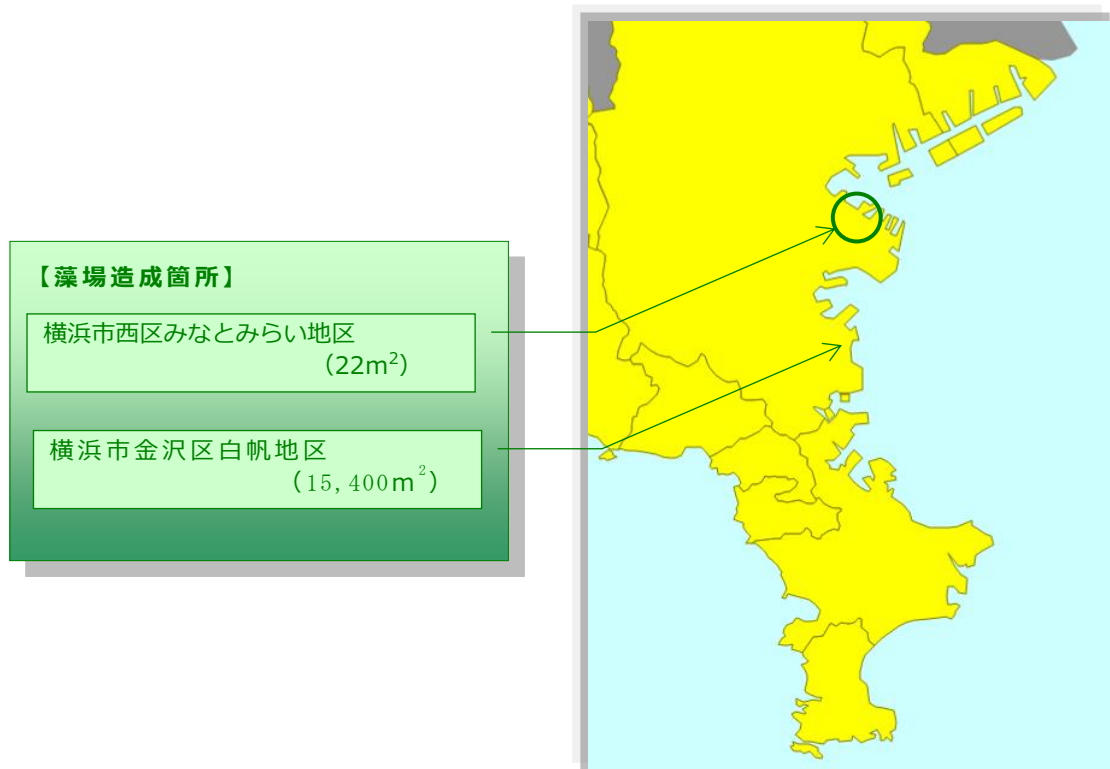 【藻場造成箇所】
横浜市西区みなとみらい地区
（22m²）
横浜市金沢区白帆地区
（15,400m²）